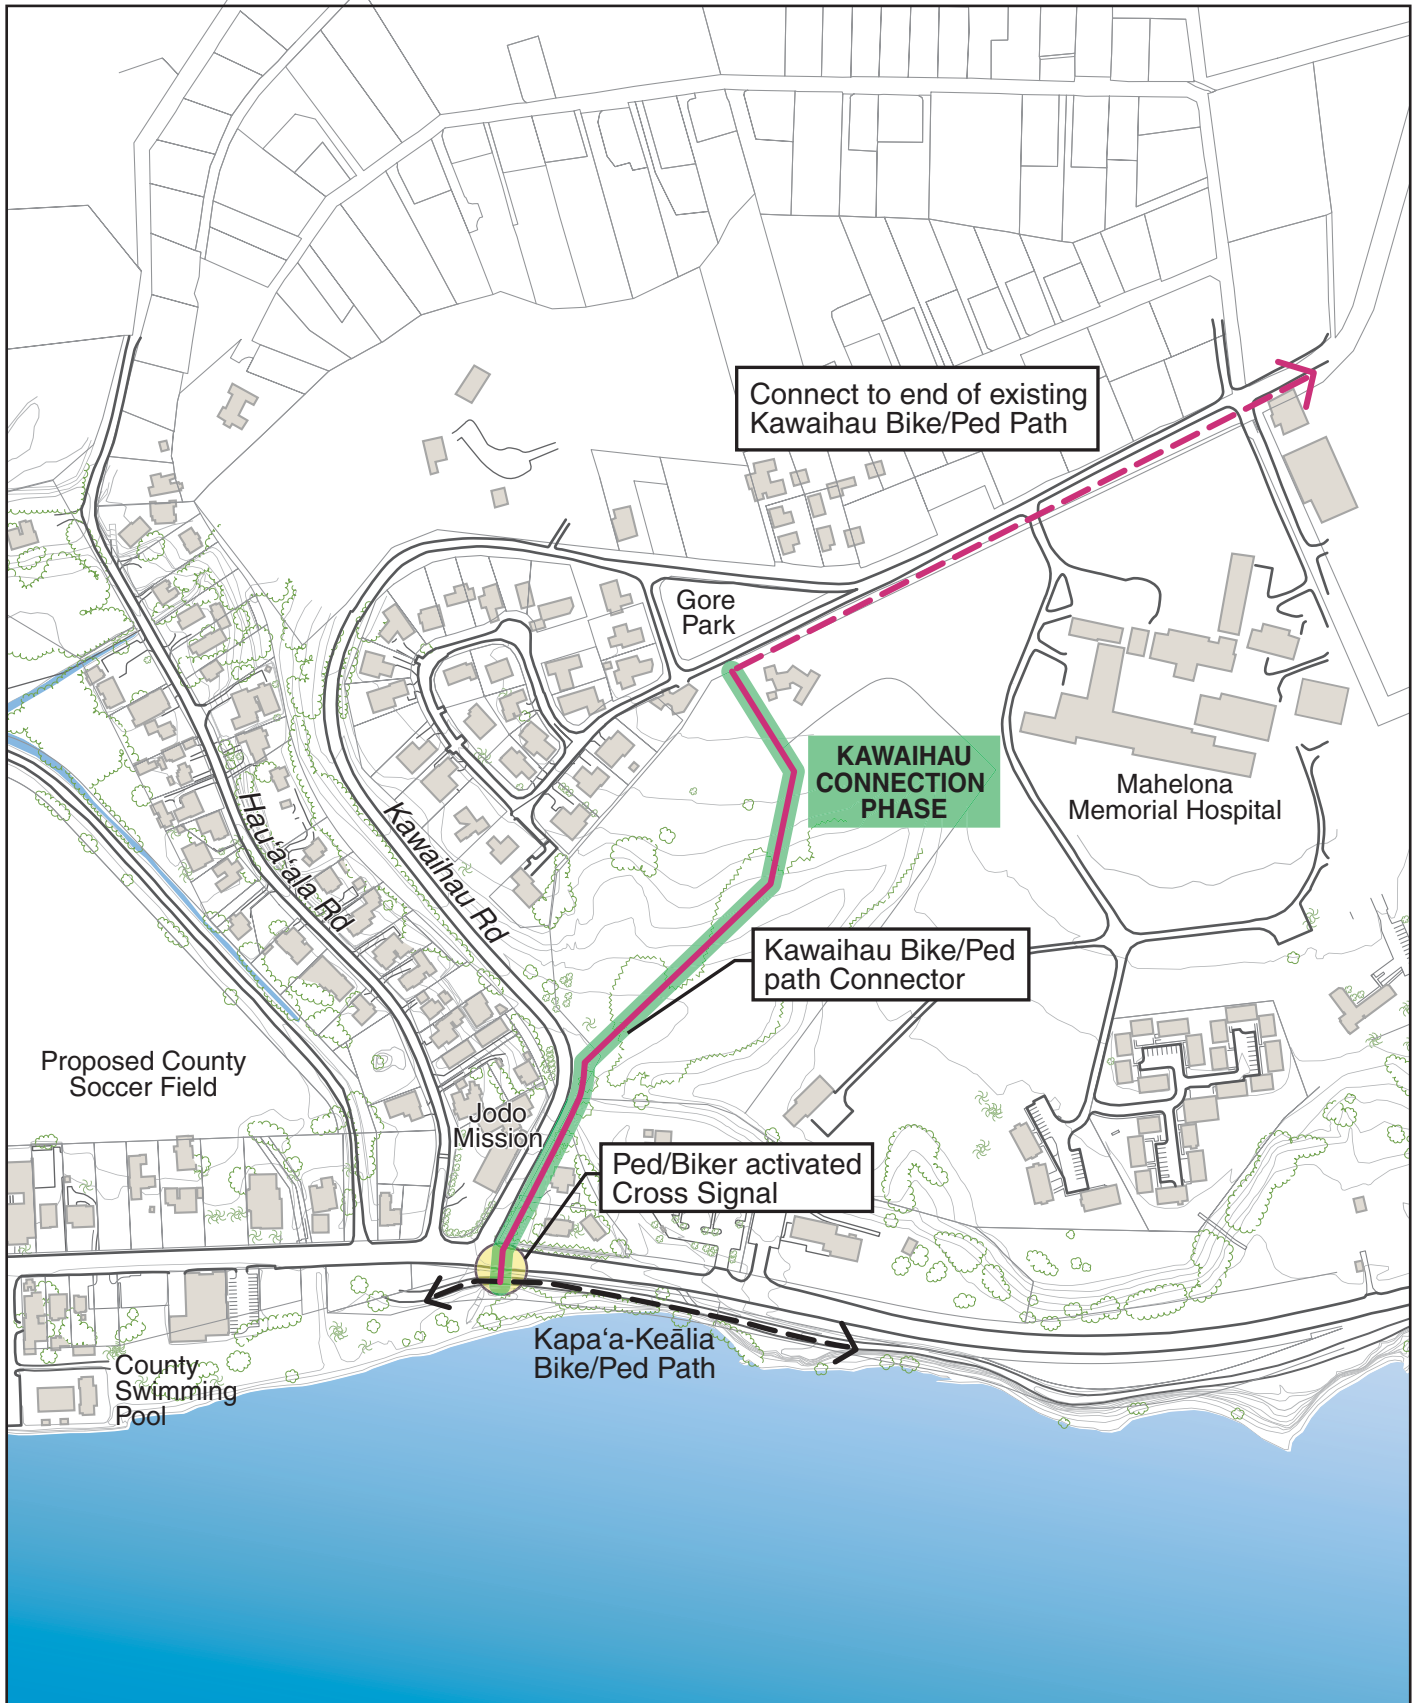 Connect to end of existing
Kawaihau Bike/Ped Path
Gore
Park
KAWAIHAU
CONNECTION
PHASE
Mahelona
Memorial Hospital
Hau‘a‘ala Rd
Kawaihau Rd
Kawaihau Bike/Ped
path Connector
Proposed County
Soccer Field
Jodo
Mission
Ped/Biker activated
Cross Signal
Kapa‘a-Keālia
Bike/Ped Path
County
Swimming
Pool